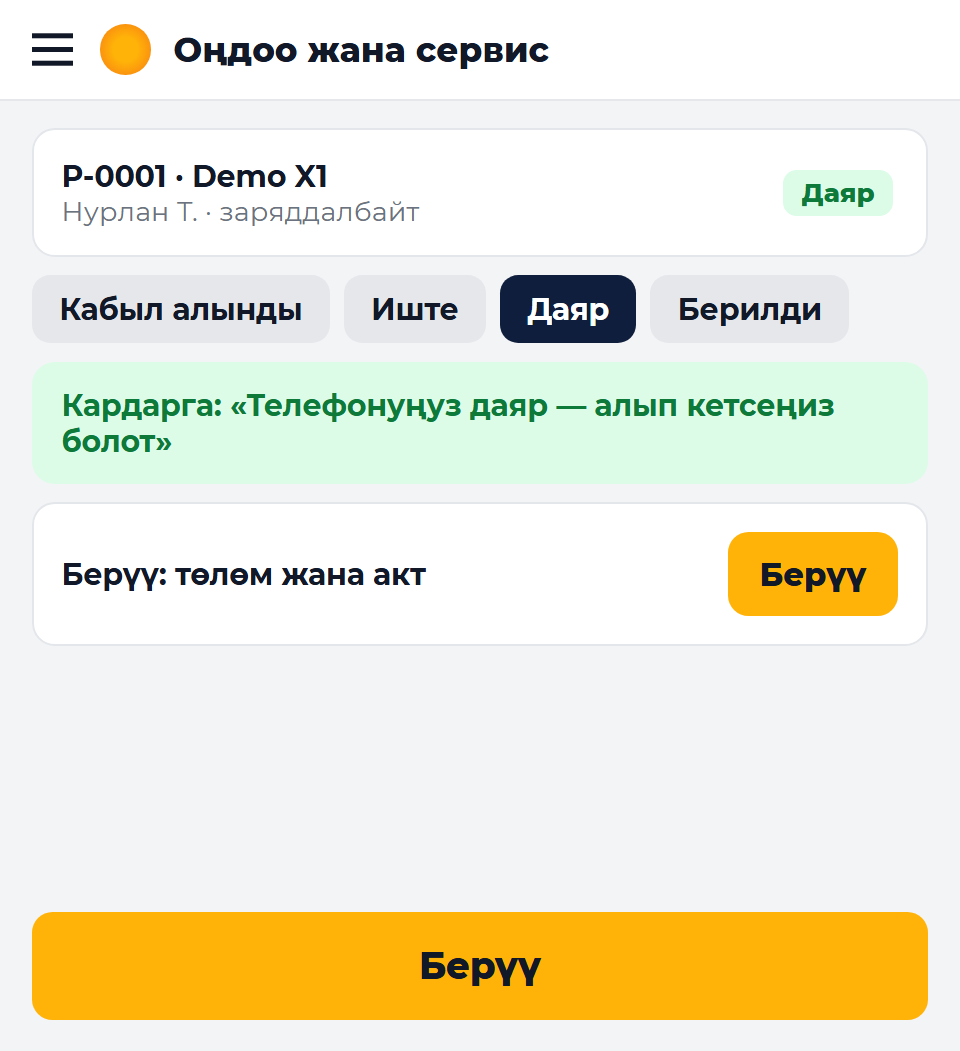 Оңдоо жана сервис
P-0001 · Demo X1
Нурлан Т. · заряддалбайт
Даяр
Кабыл алынды
Иште
Даяр
Берилди
Кардарга: «Телефонуңуз даяр — алып кетсеңиз
болот»
Берүү: төлөм жана акт
Берүү
Берүү